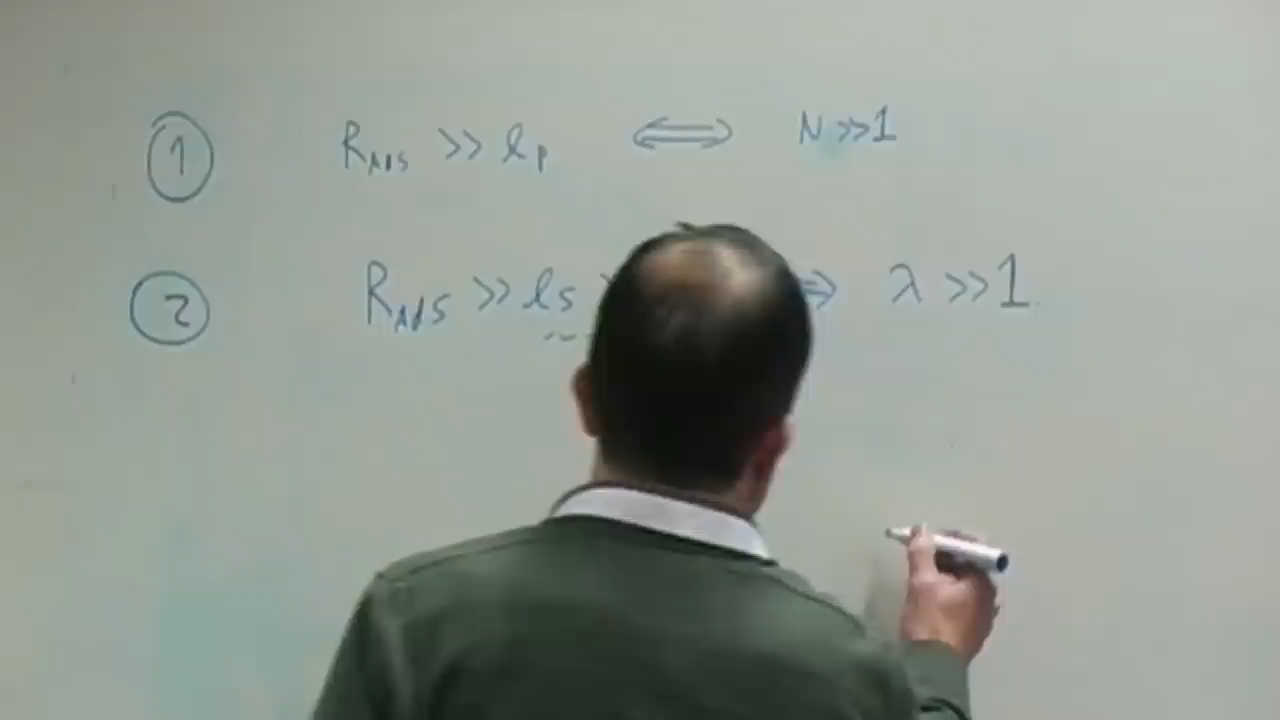 ① R_AdS >> ℓ_p ⟺ N >> 1
② R_AdS >> ℓ_s ⟹ λ >> 1